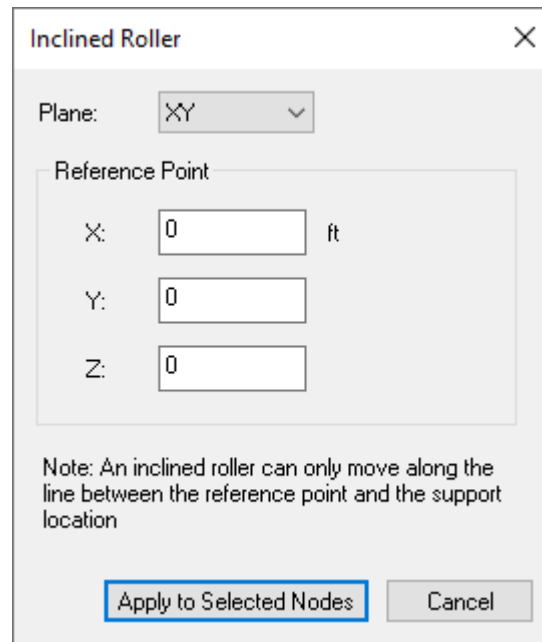 Inclined Roller
Plane: XY
Reference Point
X: 0 ft
Y: 0
Z: 0
Note: An inclined roller can only move along the
line between the reference point and the support
location
Apply to Selected Nodes Cancel